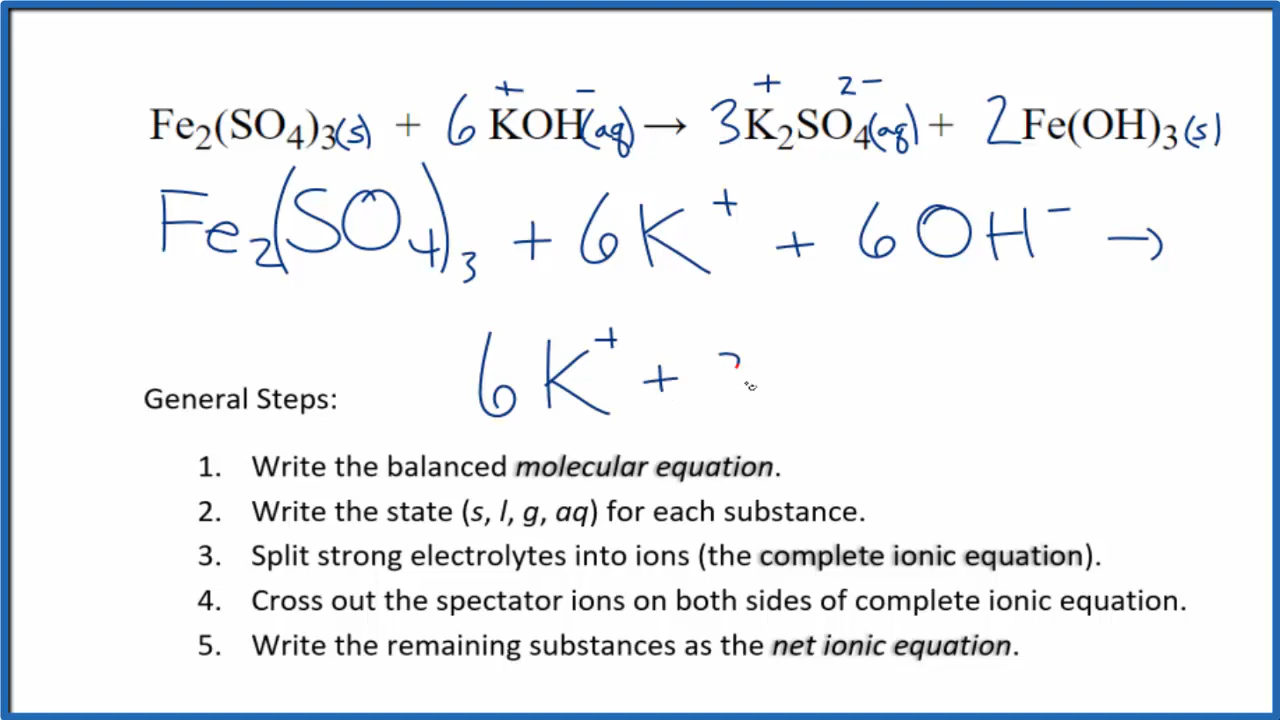 Fe₂(SO₄)₃(s) + 6 KOH(aq) → 3K₂SO₄(aq) + 2Fe(OH)₃(s)
+ − + 2−
Fe₂(SO₄)₃ + 6K⁺ + 6OH⁻ →
6K⁺ +
General Steps:
1. Write the balanced molecular equation.
2. Write the state (s, l, g, aq) for each substance.
3. Split strong electrolytes into ions (the complete ionic equation).
4. Cross out the spectator ions on both sides of complete ionic equation.
5. Write the remaining substances as the net ionic equation.